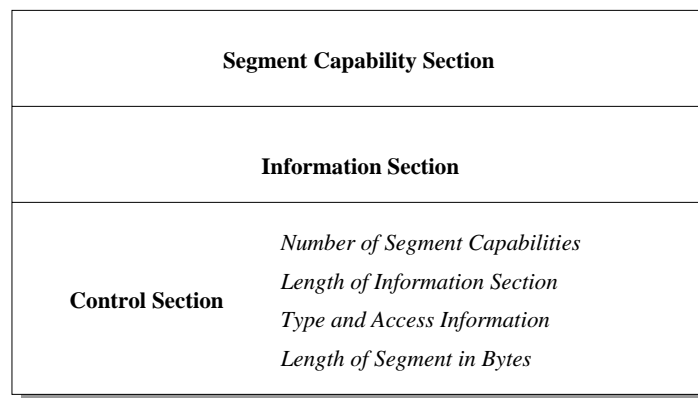 Segment Capability Section
Information Section
Control Section
Number of Segment Capabilities
Length of Information Section
Type and Access Information
Length of Segment in Bytes